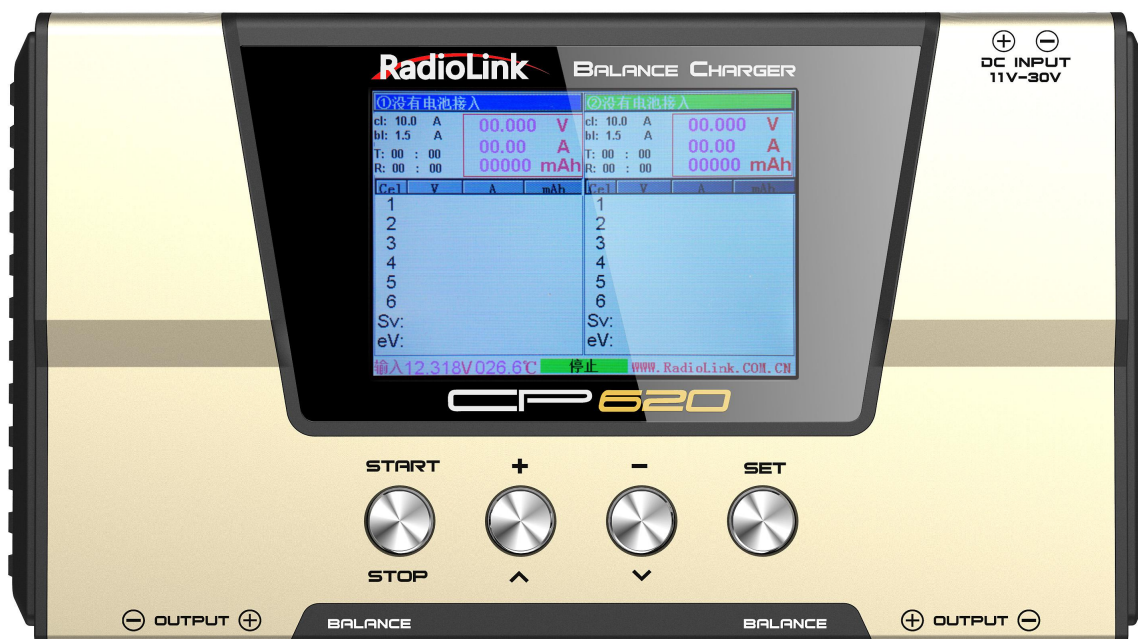 RadioLink BALANCE CHARGER
DC INPUT
11V-30V
①没有电池接入
cl: 10.0 A
bl: 1.5 A
T: 00 : 00
R: 00 : 00
00.000 V
00.00 A
00000 mAh
Cel V A mAh
1
2
3
4
5
6
Sv:
eV:
②没有电池接入
cl: 10.0 A
bl: 1.5 A
T: 00 : 00
R: 00 : 00
00.000 V
00.00 A
00000 mAh
Cel V A mAh
1
2
3
4
5
6
Sv:
eV:
输入12.318V 026.6℃ 停止 WWW.RadioLink.COM.CN
CP620
START + - SET
STOP
OUTPUT
BALANCE
BALANCE
OUTPUT